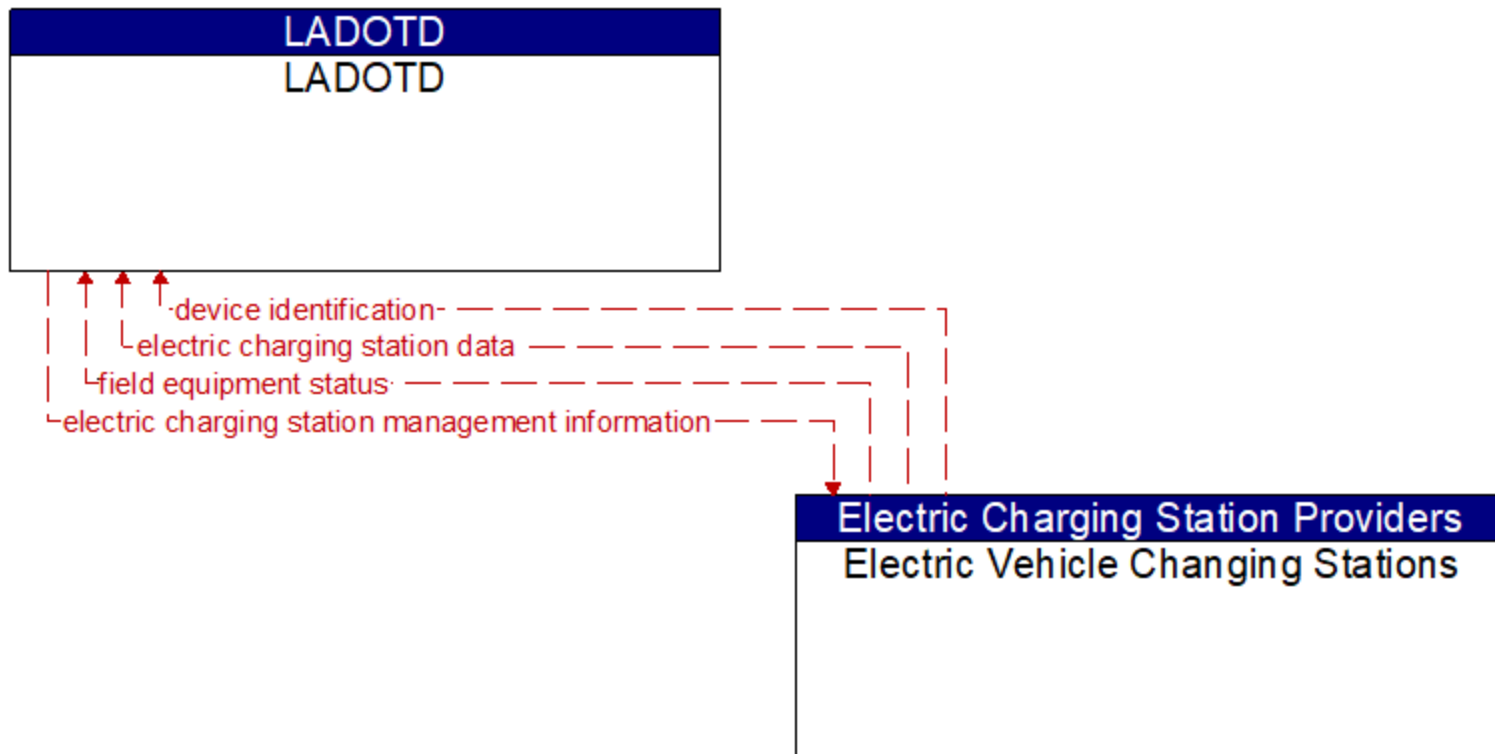 LADOTD
LADOTD
device identification
electric charging station data
field equipment status
electric charging station management information
Electric Charging Station Providers
Electric Vehicle Changing Stations